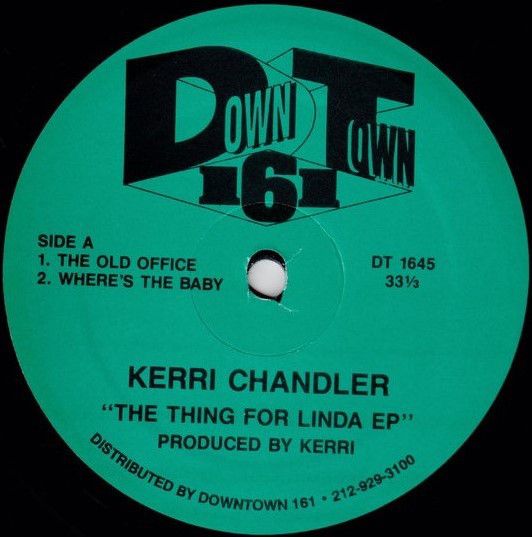 DOWN TOWN
161
SIDE A
1. THE OLD OFFICE
2. WHERE'S THE BABY
DT 1645
33⅓
KERRI CHANDLER
"THE THING FOR LINDA EP"
PRODUCED BY KERRI
DISTRIBUTED BY DOWNTOWN 161 • 212-929-3100